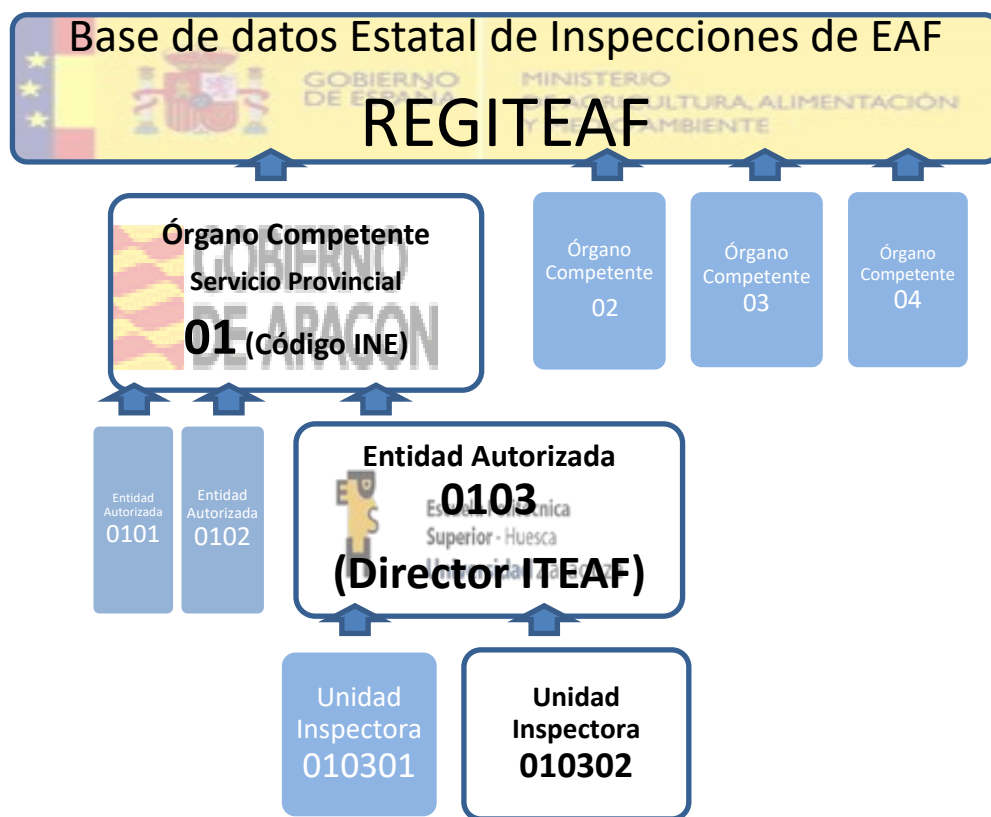 Base de datos Estatal de Inspecciones de EAF
GOBIERNO
DE ESPAÑA
MINISTERIO
DE AGRICULTURA, ALIMENTACIÓN
Y MEDIO AMBIENTE
REGITEAF
Órgano Competente
Servicio Provincial
01 (Código INE)
GOBIERNO
DE ARAGON
Órgano
Competente
02
Órgano
Competente
03
Órgano
Competente
04
Entidad
Autorizada
0101
Entidad
Autorizada
0102
Entidad Autorizada
0103
(Director ITEAF)
EPSH
Escuela Politécnica
Superior - Huesca
Universidad Zaragoza
Unidad
Inspectora
010301
Unidad
Inspectora
010302